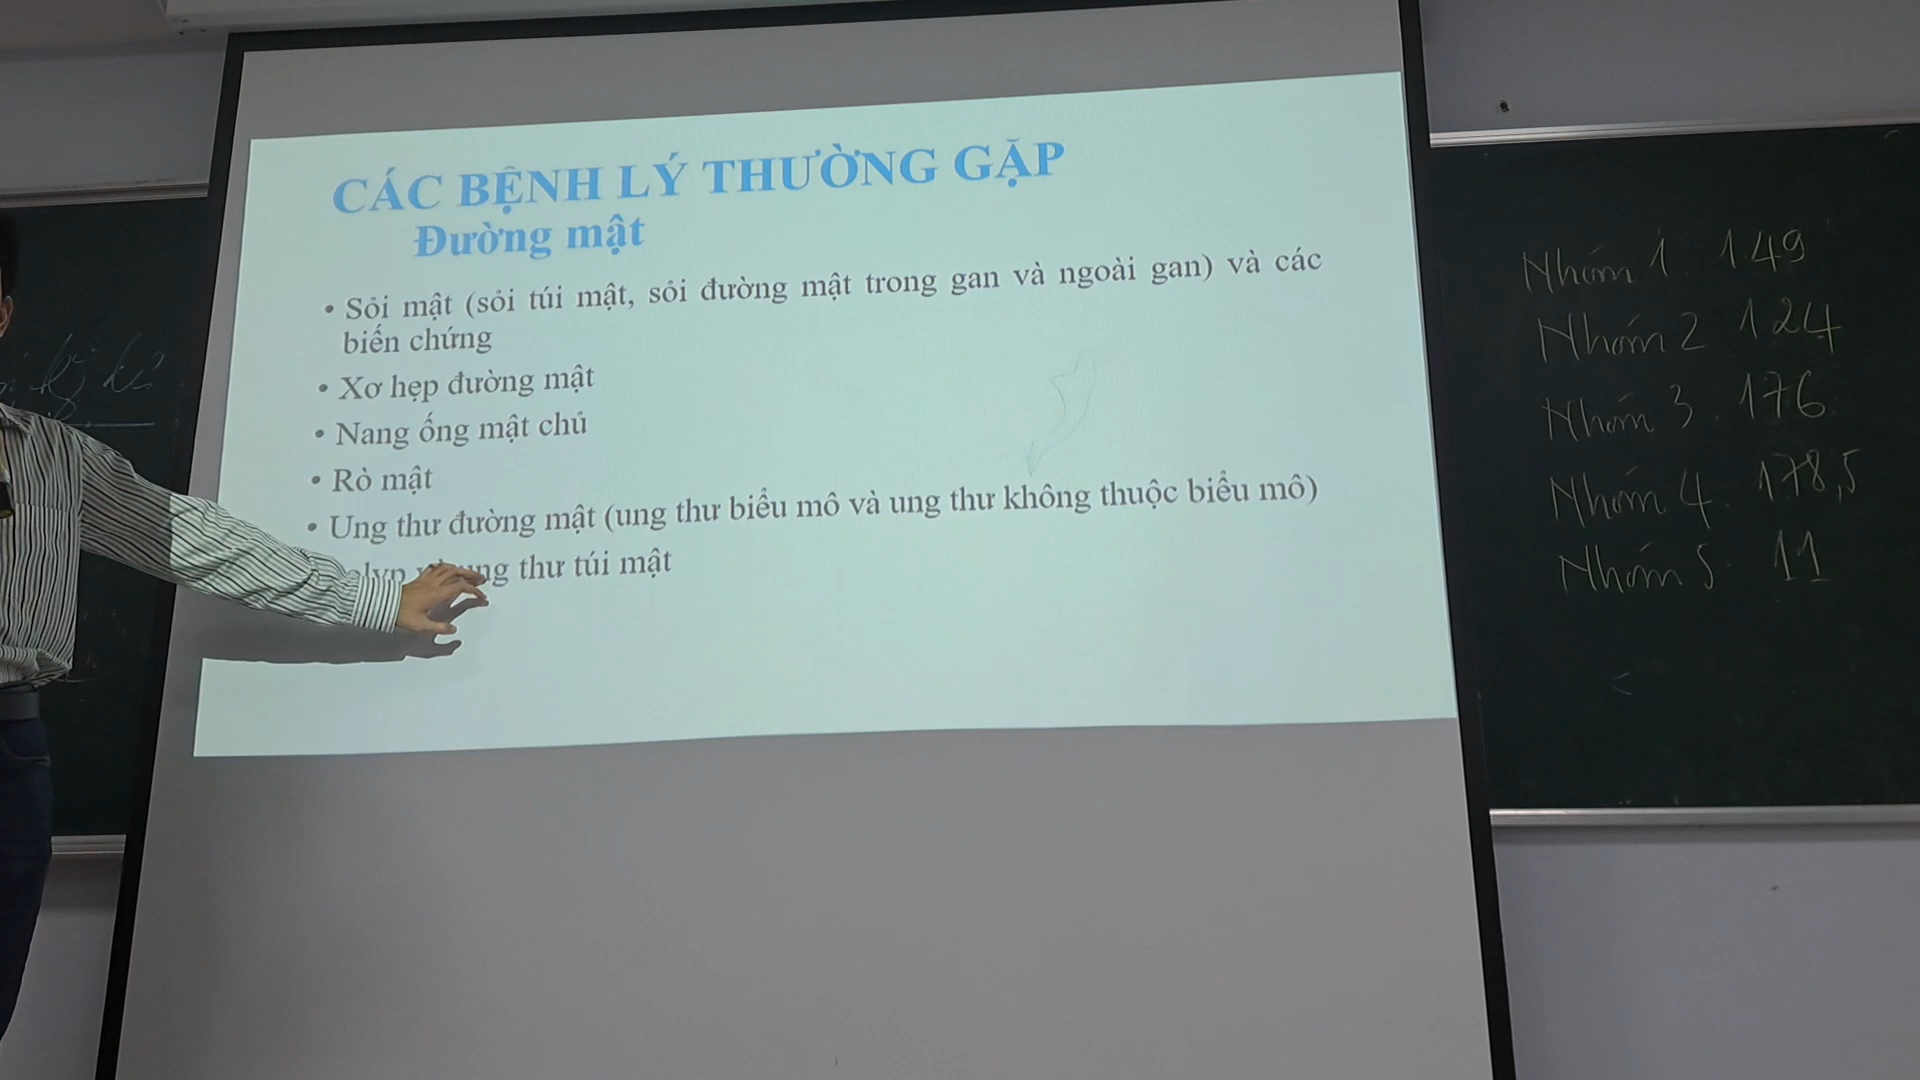 CÁC BỆNH LÝ THƯỜNG GẶP
Đường mật
• Sỏi mật (sỏi túi mật, sỏi đường mật trong gan và ngoài gan) và các
biến chứng
• Xơ hẹp đường mật
• Nang ống mật chủ
• Rò mật
• Ung thư đường mật (ung thư biểu mô và ung thư không thuộc biểu mô)
thư túi mật
Nhóm 1. 149
Nhóm 2 124
Nhóm 3. 176
Nhóm 4. 178,5
Nhóm 5. 11